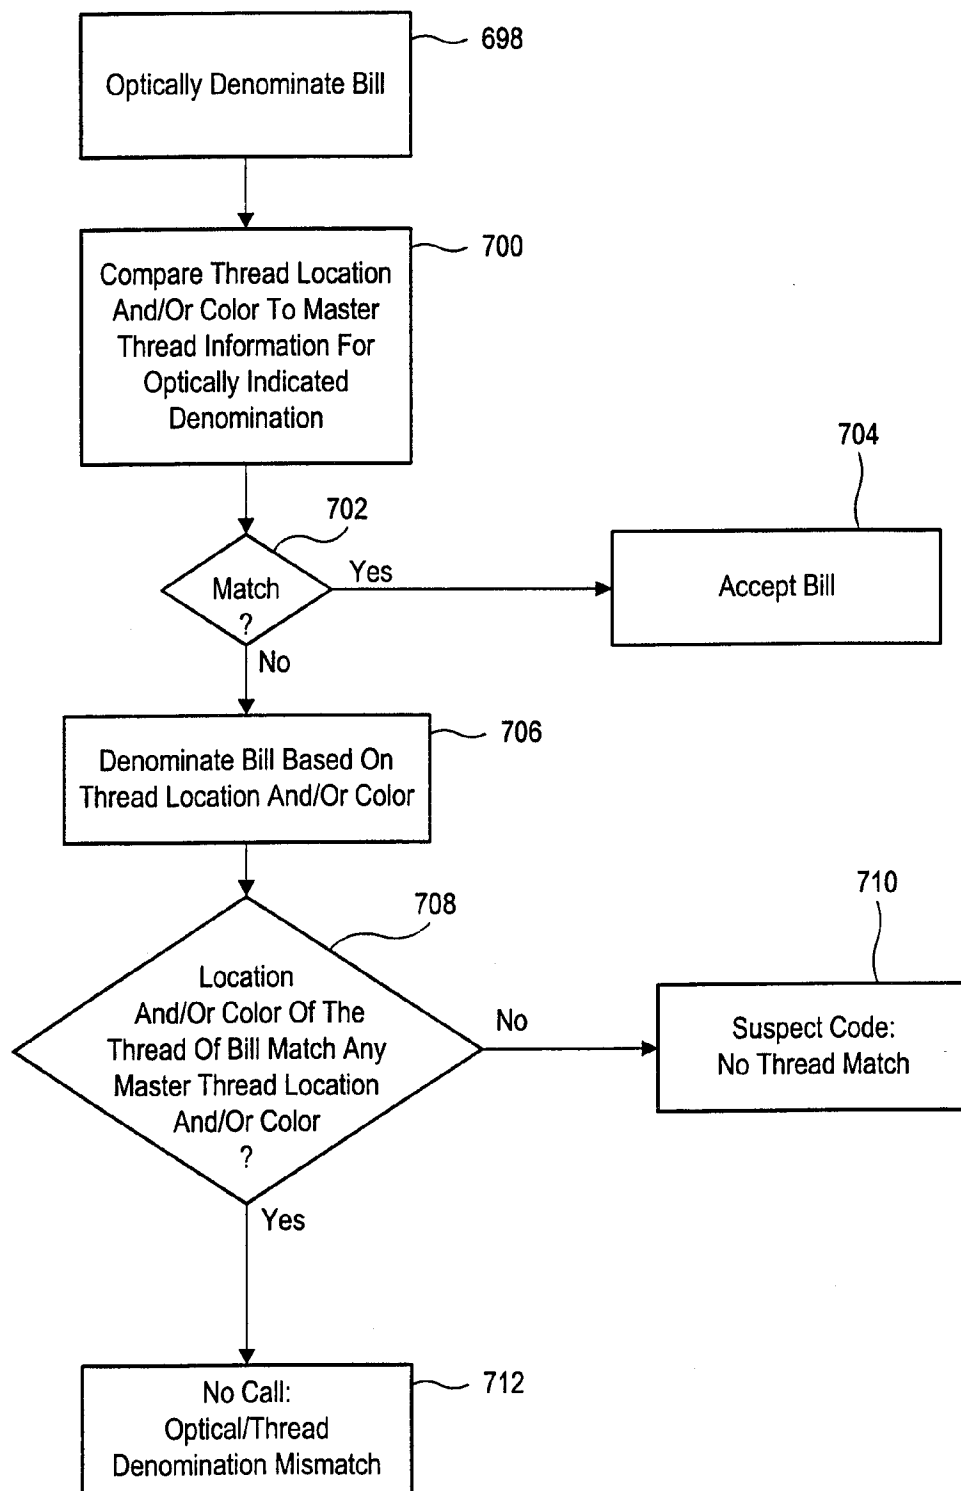 698
Optically Denominate Bill
700
Compare Thread Location
And/Or Color To Master
Thread Information For
Optically Indicated
Denomination
702
704
Match
?
Yes
Accept Bill
No
706
Denominate Bill Based On
Thread Location And/Or Color
708
710
Location
And/Or Color Of The
Thread Of Bill Match Any
Master Thread Location
And/Or Color
?
No
Suspect Code:
No Thread Match
Yes
712
No Call:
Optical/Thread
Denomination Mismatch